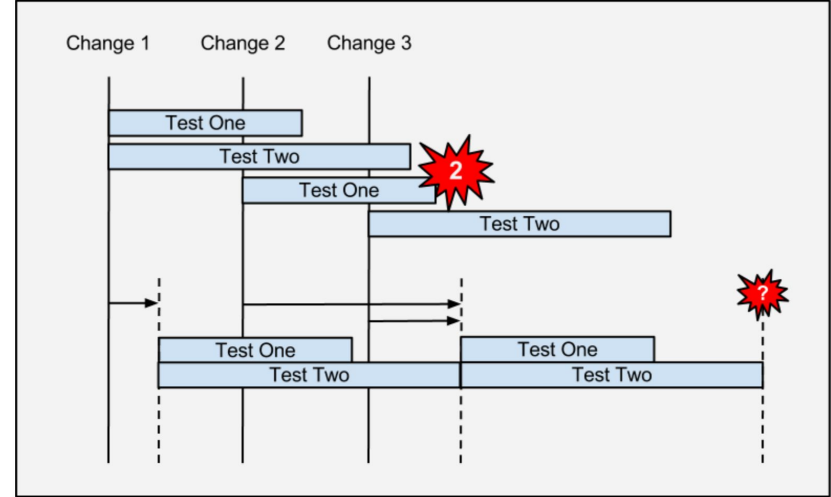 Change 1 Change 2 Change 3
Test One
Test Two
2
Test One
Test Two
?
Test One Test One
Test Two Test Two